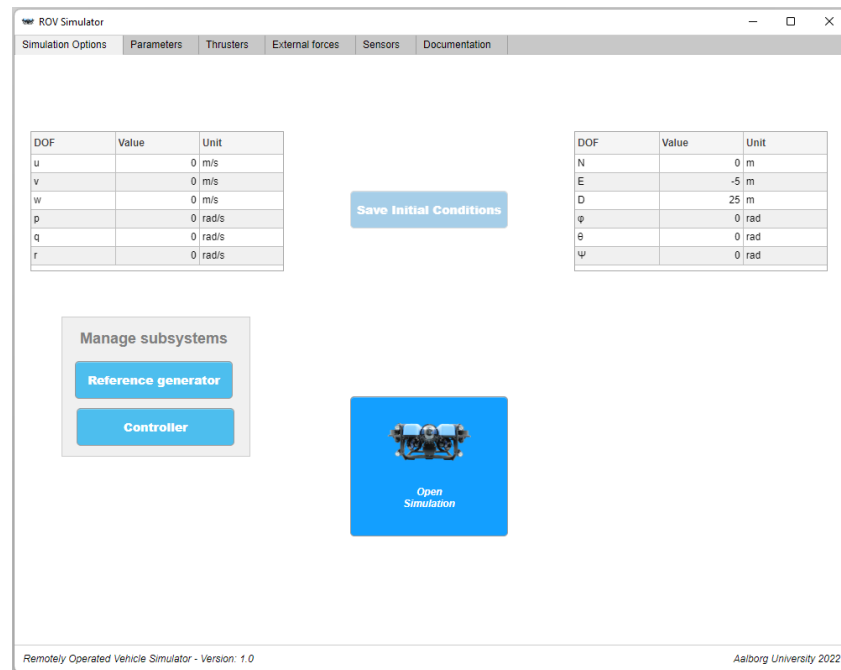 ROV Simulator
Simulation Options Parameters Thrusters External forces Sensors Documentation
DOF Value Unit
u 0 m/s
v 0 m/s
w 0 m/s
p 0 rad/s
q 0 rad/s
r 0 rad/s
Save Initial Conditions
DOF Value Unit
N 0 m
E -5 m
D 25 m
φ 0 rad
θ 0 rad
Ψ 0 rad
Manage subsystems
Reference generator
Controller
Open
Simulation
Remotely Operated Vehicle Simulator - Version: 1.0
Aalborg University 2022